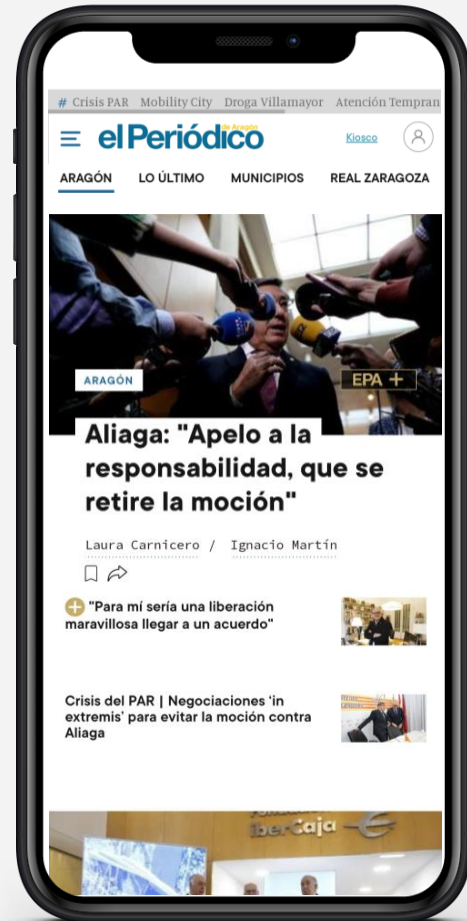 # Crisis PAR Mobility City Droga Villamayor Atención Tempran
de Aragón
el Periódico
Kiosco
ARAGÓN LO ÚLTIMO MUNICIPIOS REAL ZARAGOZA
ARAGÓN
EPA +
Aliaga: "Apelo a la
responsabilidad, que se
retire la moción"
Laura Carnicero / Ignacio Martín
"Para mí sería una liberación
maravillosa llegar a un acuerdo"
Crisis del PAR | Negociaciones ‘in
extremis’ para evitar la moción contra
Aliaga
iberCaja